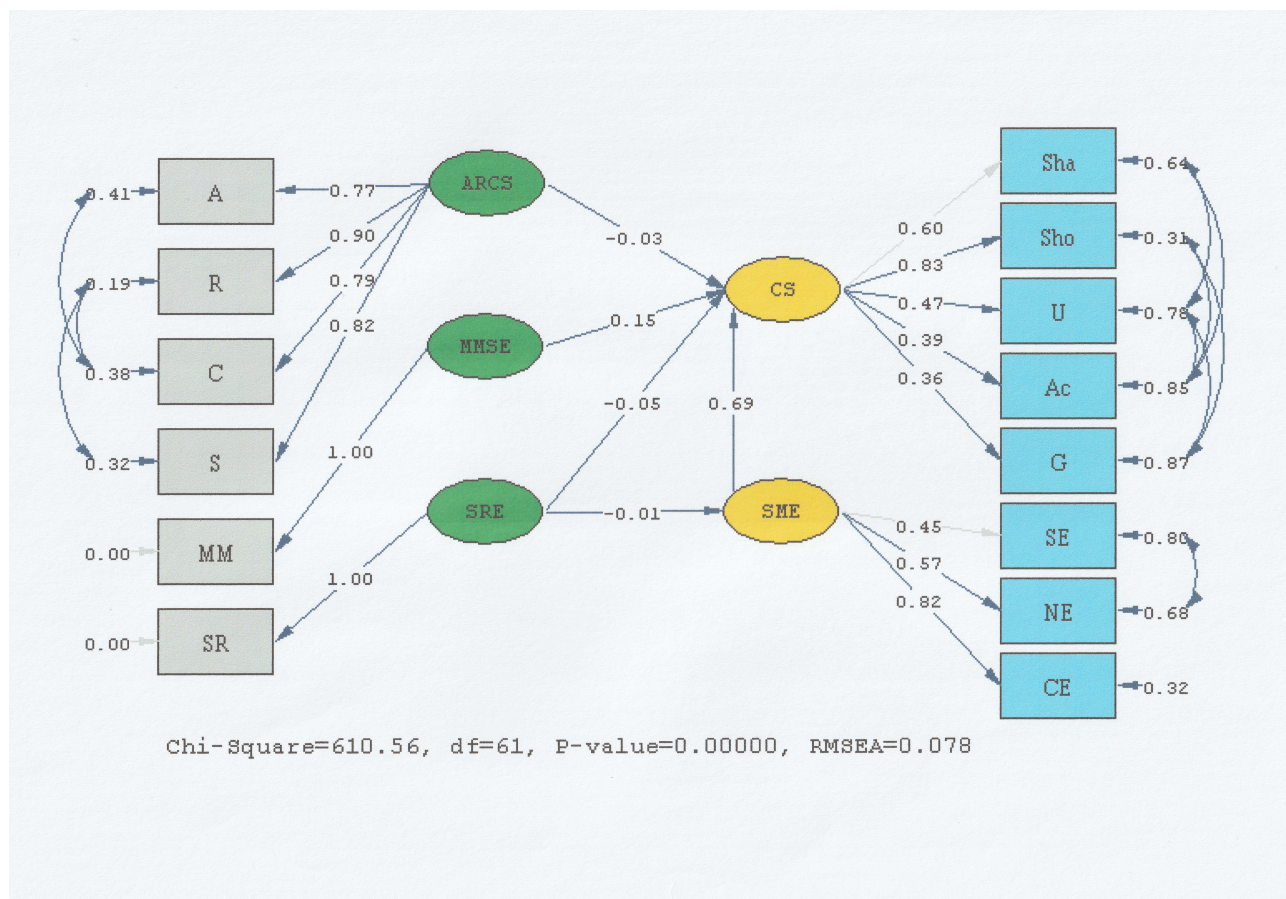 Sha
0.64
0.41
A
0.77
ARCS
0.60
0.90
-0.03
Sho
0.31
0.83
R
0.19
0.79
CS
0.47
U
0.78
0.82
0.15
MMSE
0.39
C
0.38
0.36
Ac
0.85
-0.05
0.69
S
0.32
1.00
G
0.87
SRE
-0.01
SME
0.45
SE
0.80
MM
0.00
0.57
1.00
0.82
NE
0.68
SR
0.00
CE
0.32
Chi-Square=610.56, df=61, P-value=0.00000, RMSEA=0.078